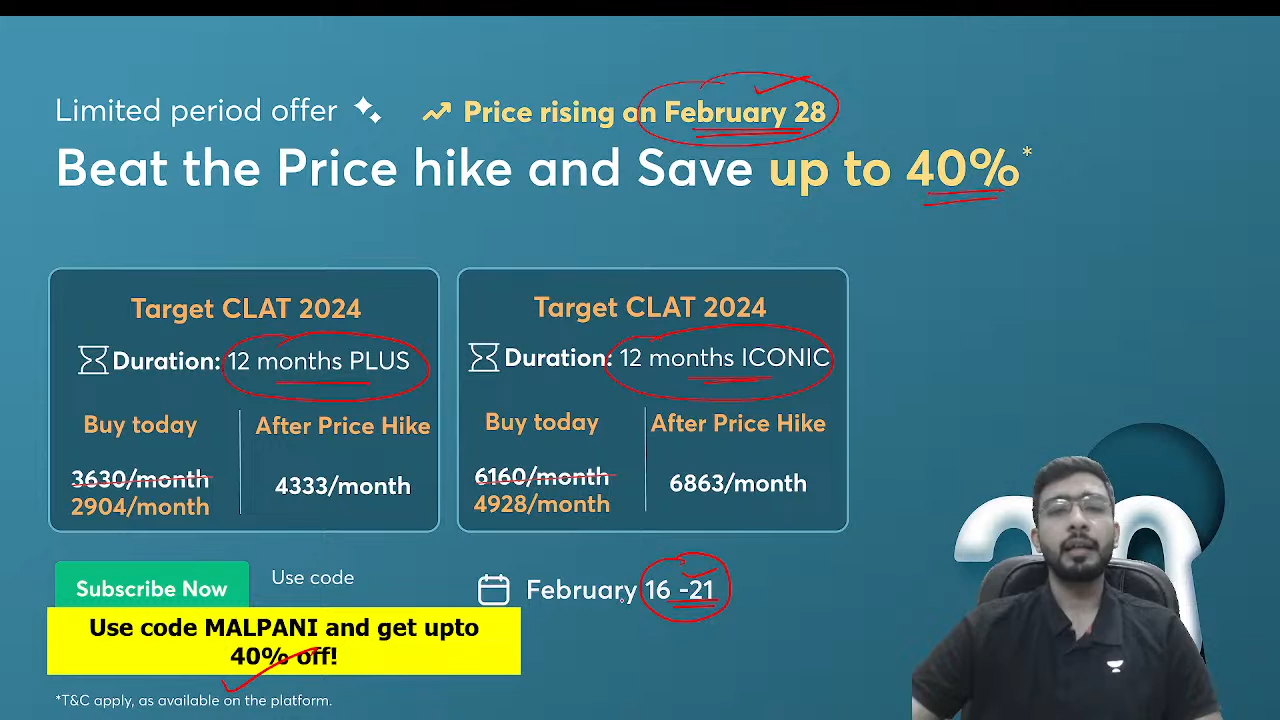 Limited period offer
Price rising on February 28
Beat the Price hike and Save up to 40%*
Target CLAT 2024
Duration: 12 months PLUS
Buy today
After Price Hike
3630/month
2904/month
4333/month
Target CLAT 2024
Duration: 12 months ICONIC
Buy today
After Price Hike
6160/month
4928/month
6863/month
Subscribe Now
Use code
February 16 -21
Use code MALPANI and get upto
40% off!
*T&C apply, as available on the platform.